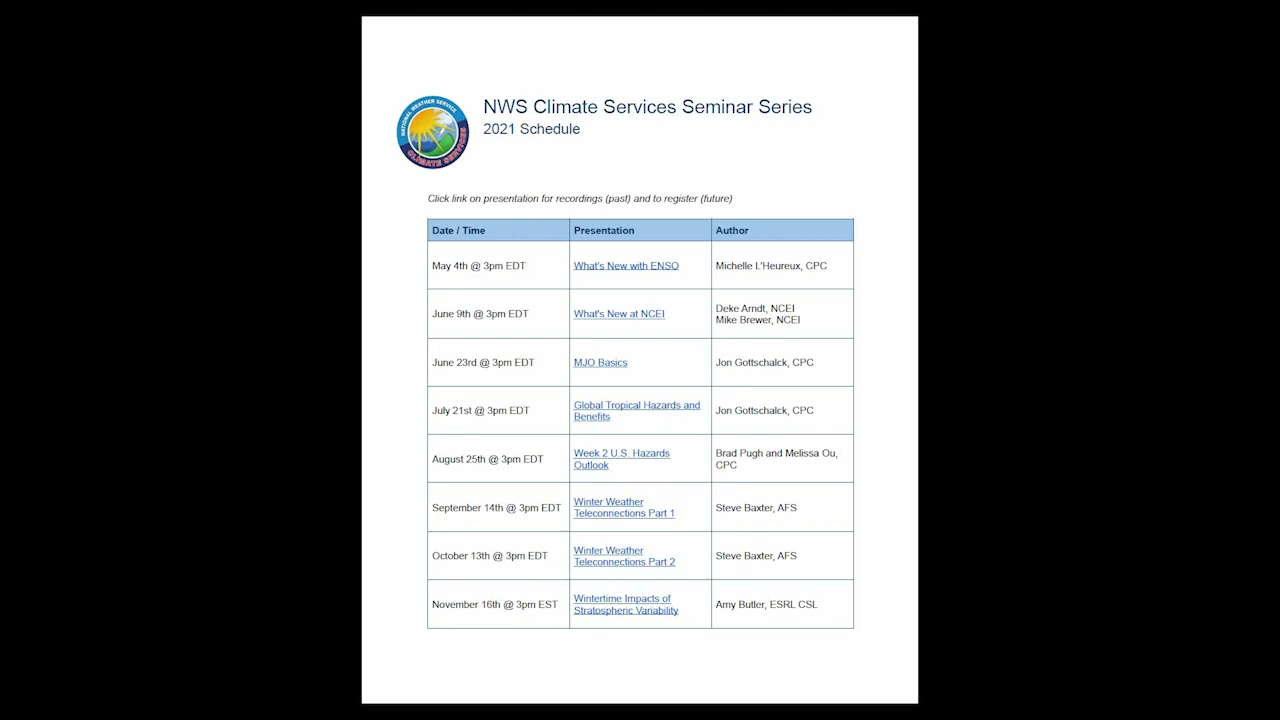 NATIONAL WEATHER SERVICE
CLIMATE SERVICES
NWS Climate Services Seminar Series
2021 Schedule
Click link on presentation for recordings (past) and to register (future)
Date / Time Presentation Author
May 4th @ 3pm EDT What's New with ENSO Michelle L'Heureux, CPC
June 9th @ 3pm EDT What's New at NCEI Deke Arndt, NCEI
Mike Brewer, NCEI
June 23rd @ 3pm EDT MJO Basics Jon Gottschalck, CPC
July 21st @ 3pm EDT Global Tropical Hazards and
Benefits Jon Gottschalck, CPC
August 25th @ 3pm EDT Week 2 U.S. Hazards
Outlook Brad Pugh and Melissa Ou,
CPC
September 14th @ 3pm EDT Winter Weather
Teleconnections Part 1 Steve Baxter, AFS
October 13th @ 3pm EDT Winter Weather
Teleconnections Part 2 Steve Baxter, AFS
November 16th @ 3pm EST Wintertime Impacts of
Stratospheric Variability Amy Butler, ESRL CSL